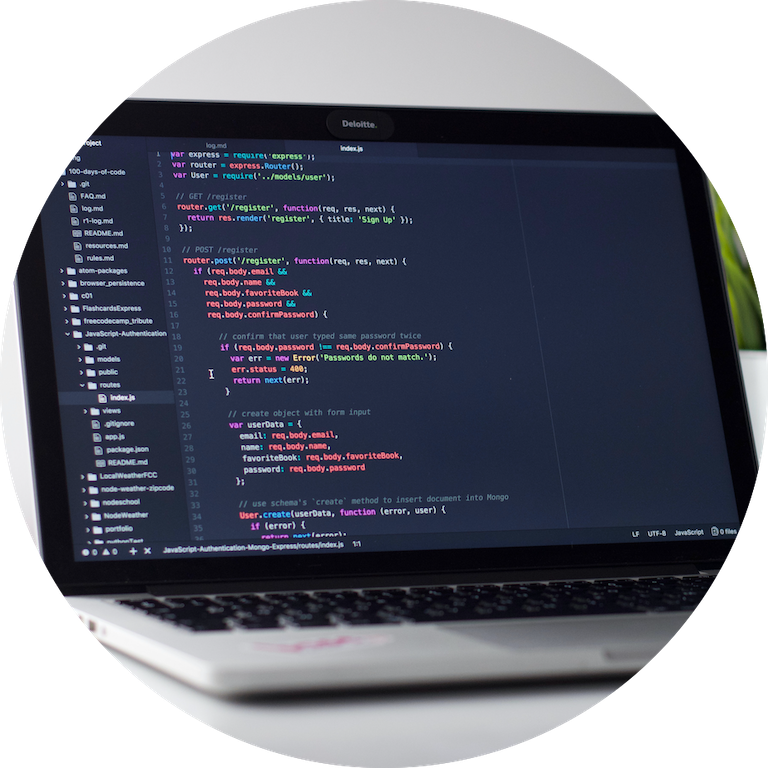 Deloitte.
roject
log.md
index.js
ng
100-days-of-code
.git
FAQ.md
log.md
r1-log.md
README.md
resources.md
rules.md
atom-packages
browser_persistence
c01
FlashcardsExpress
freecodecamp_tribute
JavaScript-Authentication
.git
models
public
routes
index.js
views
.gitignore
app.js
package.json
README.md
LocalWeatherFCC
node-weather-zipcode
nodeschool
NodeWeather
portfolio
pythonTest
1 var express = require('express');
2 var router = express.Router();
3 var User = require('../models/user');
4
5 // GET /register
6 router.get('/register', function(req, res, next) {
7 return res.render('register', { title: 'Sign Up' });
8 });
9
10 // POST /register
11 router.post('/register', function(req, res, next) {
12 if (req.body.email &&
13 req.body.name &&
14 req.body.favoriteBook &&
15 req.body.password &&
16 req.body.confirmPassword) {
17
18 // confirm that user typed same password twice
19 if (req.body.password !== req.body.confirmPassword) {
20 var err = new Error('Passwords do not match.');
21 err.status = 400;
22 return next(err);
23 }
24
25 // create object with form input
26 var userData = {
27 email: req.body.email,
28 name: req.body.name,
29 favoriteBook: req.body.favoriteBook,
30 password: req.body.password
31 };
32
33 // use schema's `create` method to insert document into Mongo
34 User.create(userData, function (error, user) {
35 if (error) {
36 return next(error);
0 0 + × JavaScript-Authentication-Mongo-Express/routes/index.js 1:1
LF UTF-8 JavaScript 0 files